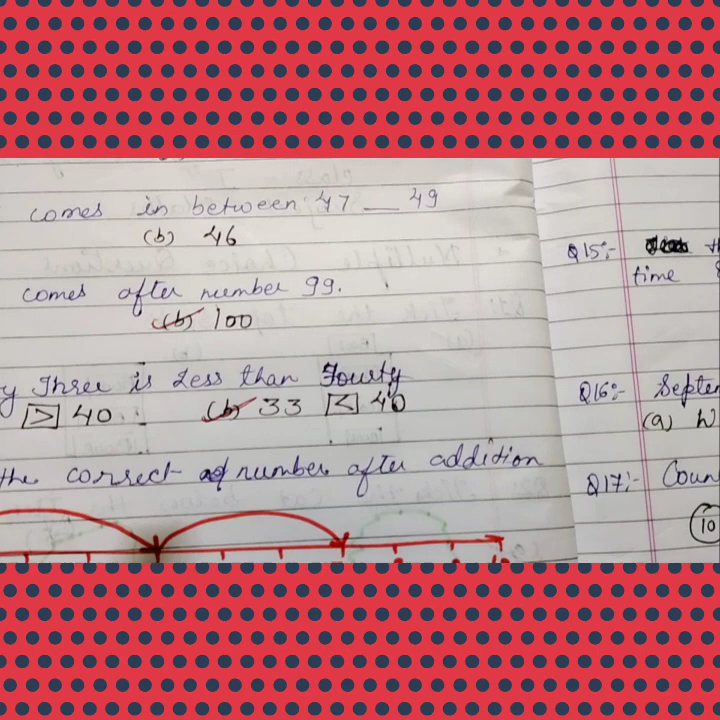 comes in between 47 __ 49
(b) 46
comes after number 99.
(b) 100
y Three is Less than Fourty
[>] 40 (b) 33 [<] 40
the correct number after addition
Q15:-
time
Q16:- Septe
(a) W
Q17:- Coun
10